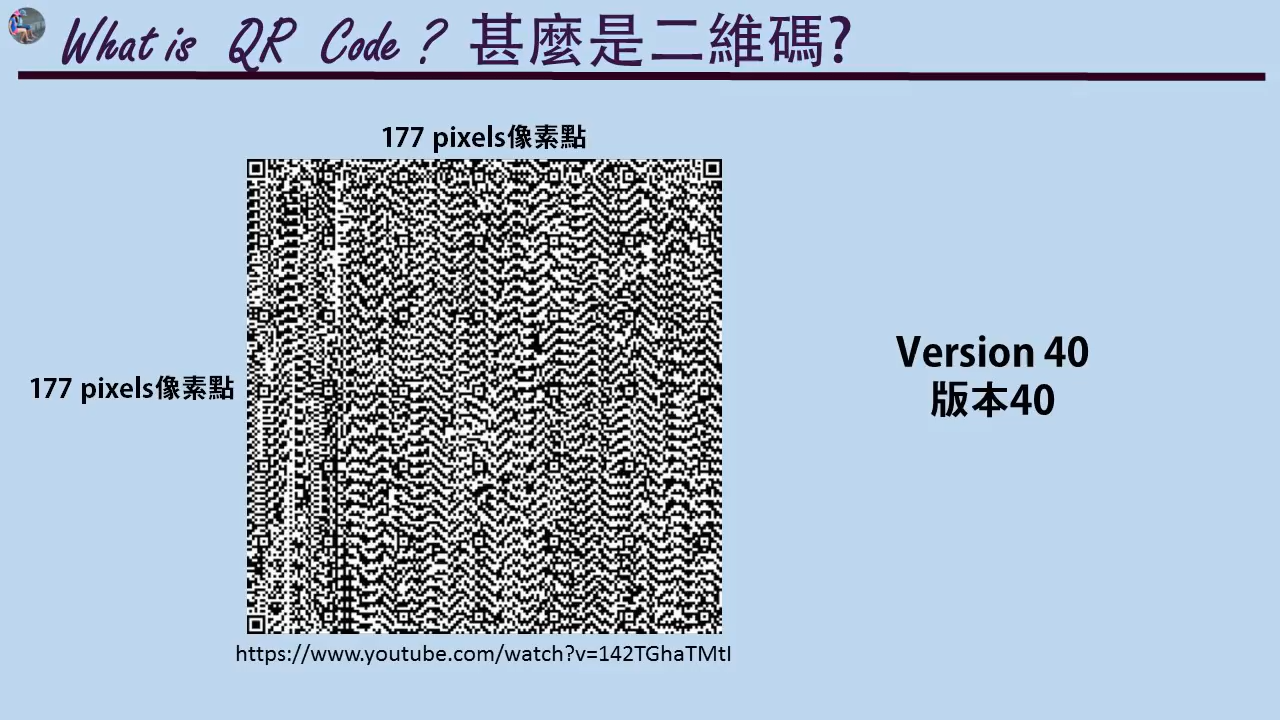 What is QR Code ? 甚麼是二維碼?
177 pixels像素點
177 pixels像素點
Version 40
版本40
https://www.youtube.com/watch?v=142TGhaTMtI